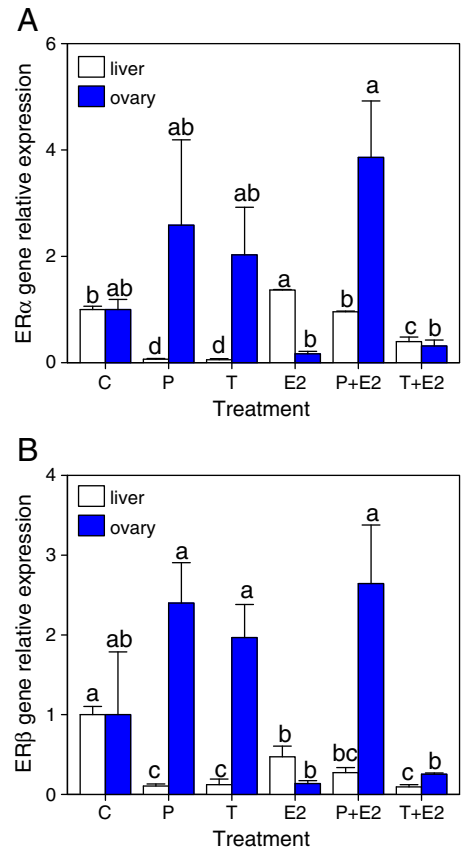 A
ERα gene relative expression
6
4
2
0
liver
ovary
b ab d ab d ab a b b a c b
C P T E2 P+E2 T+E2
Treatment
B
ERβ gene relative expression
4
3
2
1
0
liver
ovary
a ab c a c a b b bc a c b
C P T E2 P+E2 T+E2
Treatment